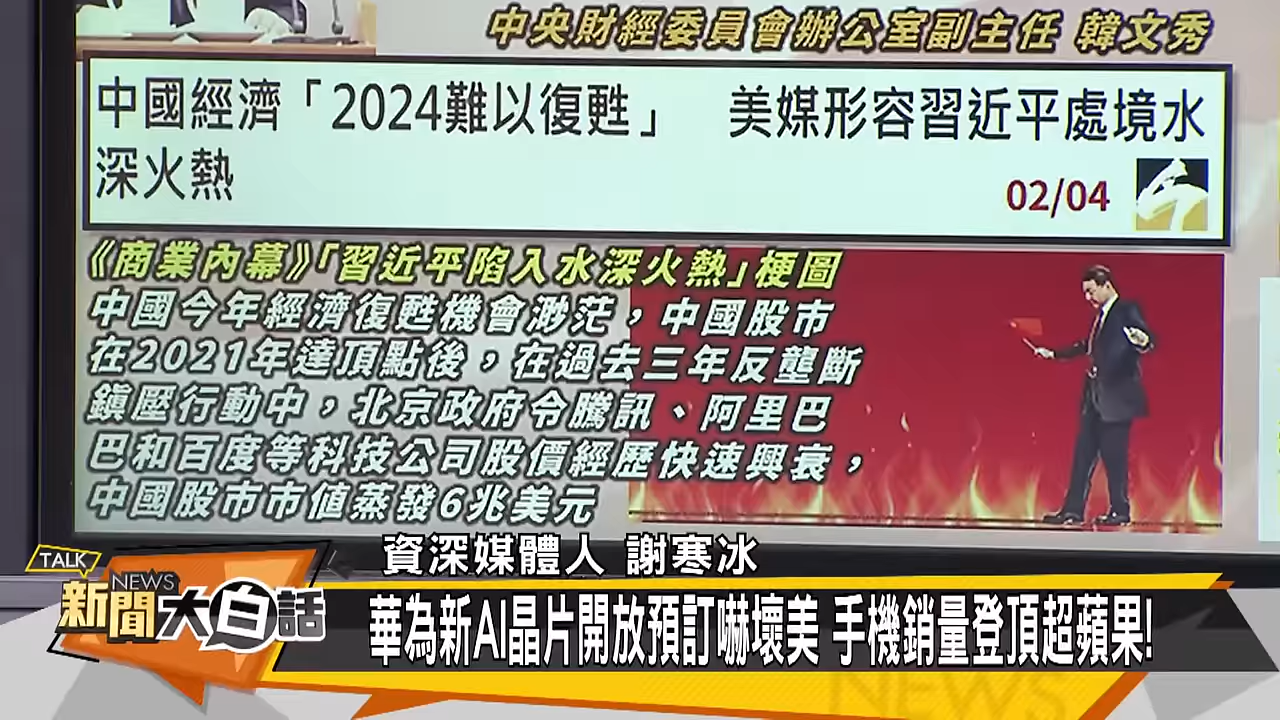 中央財經委員會辦公室副主任 韓文秀
中國經濟「2024難以復甦」 美媒形容習近平處境水
深火熱
02/04
《商業內幕》「習近平陷入水深火熱」梗圖
中國今年經濟復甦機會渺茫，中國股市
在2021年達頂點後，在過去三年反壟斷
鎮壓行動中，北京政府令騰訊、阿里巴
巴和百度等科技公司股價經歷快速興衰，
中國股市市值蒸發6兆美元
資深媒體人 謝寒冰
TALK
NEWS
新聞大白話
華為新AI晶片開放預訂嚇壞美 手機銷量登頂超蘋果!
NEWS